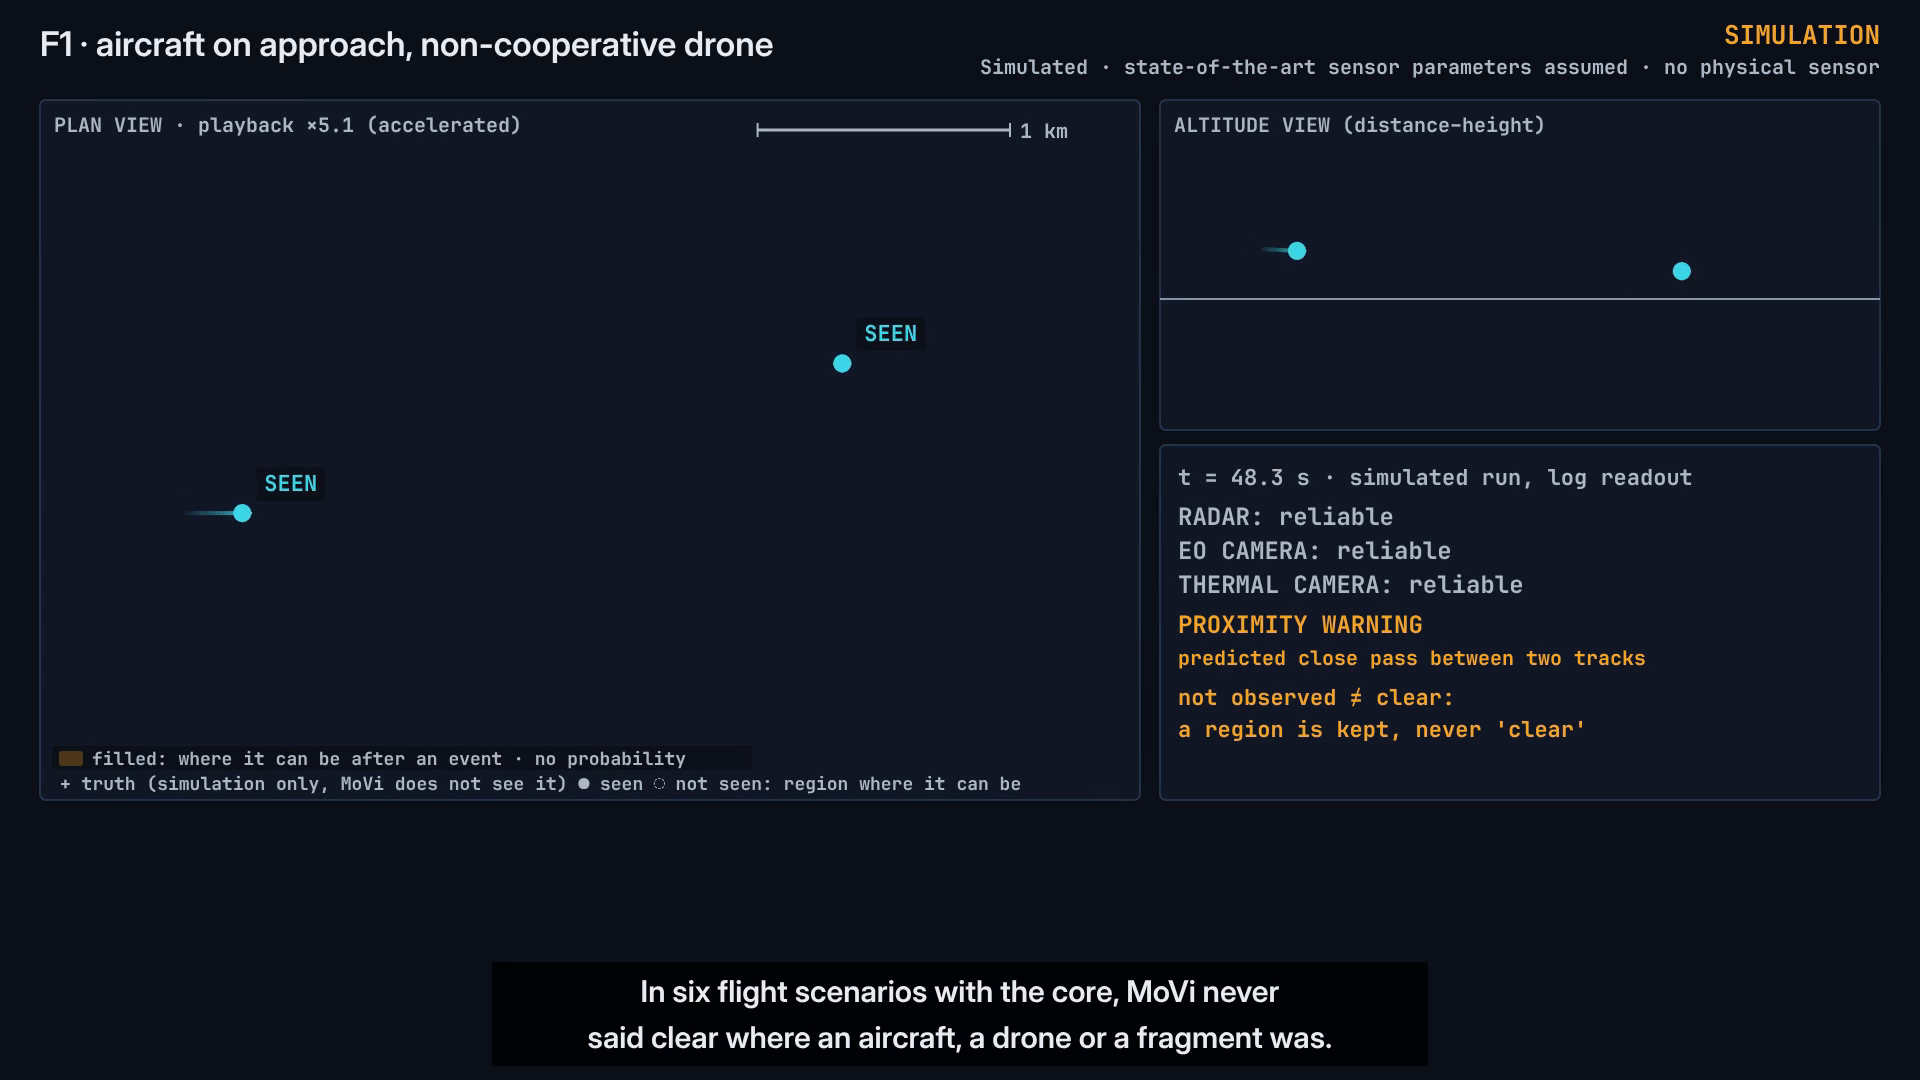 F1 · aircraft on approach, non-cooperative drone
SIMULATION
Simulated · state-of-the-art sensor parameters assumed · no physical sensor
PLAN VIEW · playback ×5.1 (accelerated)
1 km
SEEN
SEEN
filled: where it can be after an event · no probability
+ truth (simulation only, MoVi does not see it) ● seen ◌ not seen: region where it can be
ALTITUDE VIEW (distance–height)
t = 48.3 s · simulated run, log readout
RADAR: reliable
EO CAMERA: reliable
THERMAL CAMERA: reliable
PROXIMITY WARNING
predicted close pass between two tracks
not observed ≠ clear:
a region is kept, never 'clear'
In six flight scenarios with the core, MoVi never
said clear where an aircraft, a drone or a fragment was.